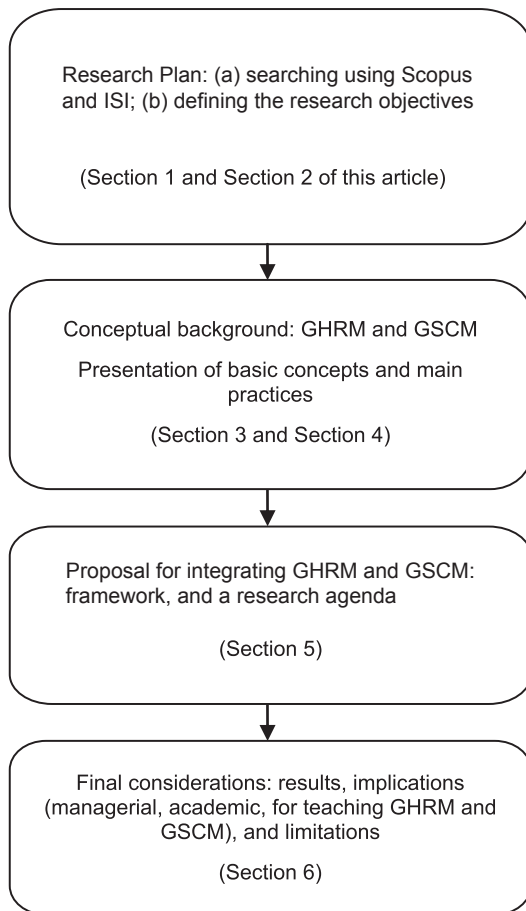 Research Plan: (a) searching using Scopus
and ISI; (b) defining the research objectives
(Section 1 and Section 2 of this article)
Conceptual background: GHRM and GSCM
Presentation of basic concepts and main
practices
(Section 3 and Section 4)
Proposal for integrating GHRM and GSCM:
framework, and a research agenda
(Section 5)
Final considerations: results, implications
(managerial, academic, for teaching GHRM and
GSCM), and limitations
(Section 6)